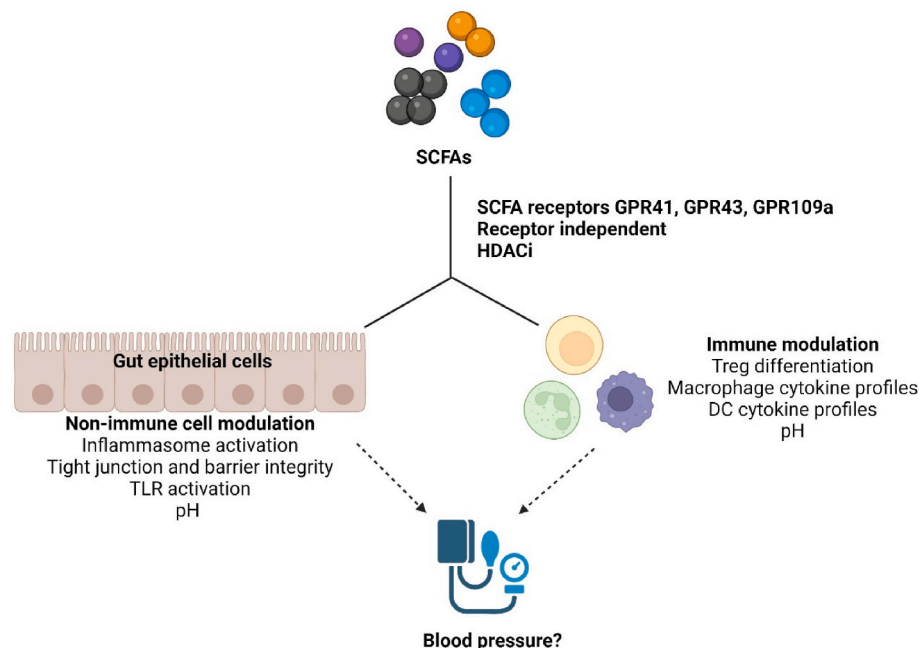 SCFAs
SCFA receptors GPR41, GPR43, GPR109a
Receptor independent
HDACi
Gut epithelial cells
Non-immune cell modulation
Inflammasome activation
Tight junction and barrier integrity
TLR activation
pH
Immune modulation
Treg differentiation
Macrophage cytokine profiles
DC cytokine profiles
pH
Blood pressure?